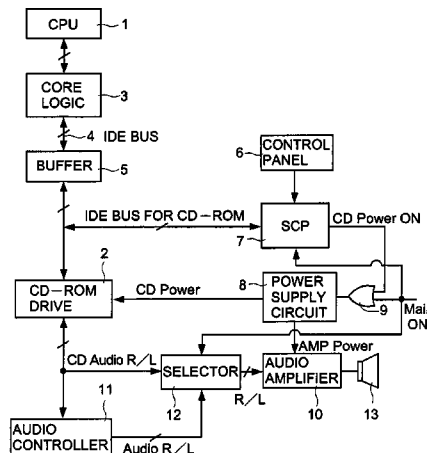 CPU
1
CORE
LOGIC
3
4 IDE BUS
BUFFER
5
6
CONTROL
PANEL
IDE BUS FOR CD-ROM
SCP
7
CD Power ON
2
CD-ROM
DRIVE
CD Power
8
POWER
SUPPLY
CIRCUIT
9
Mai
ON
CD Audio R/L
SELECTOR
12
R/L
AMP Power
AUDIO
AMPLIFIER
10
13
11
AUDIO
CONTROLLER
Audio R/L